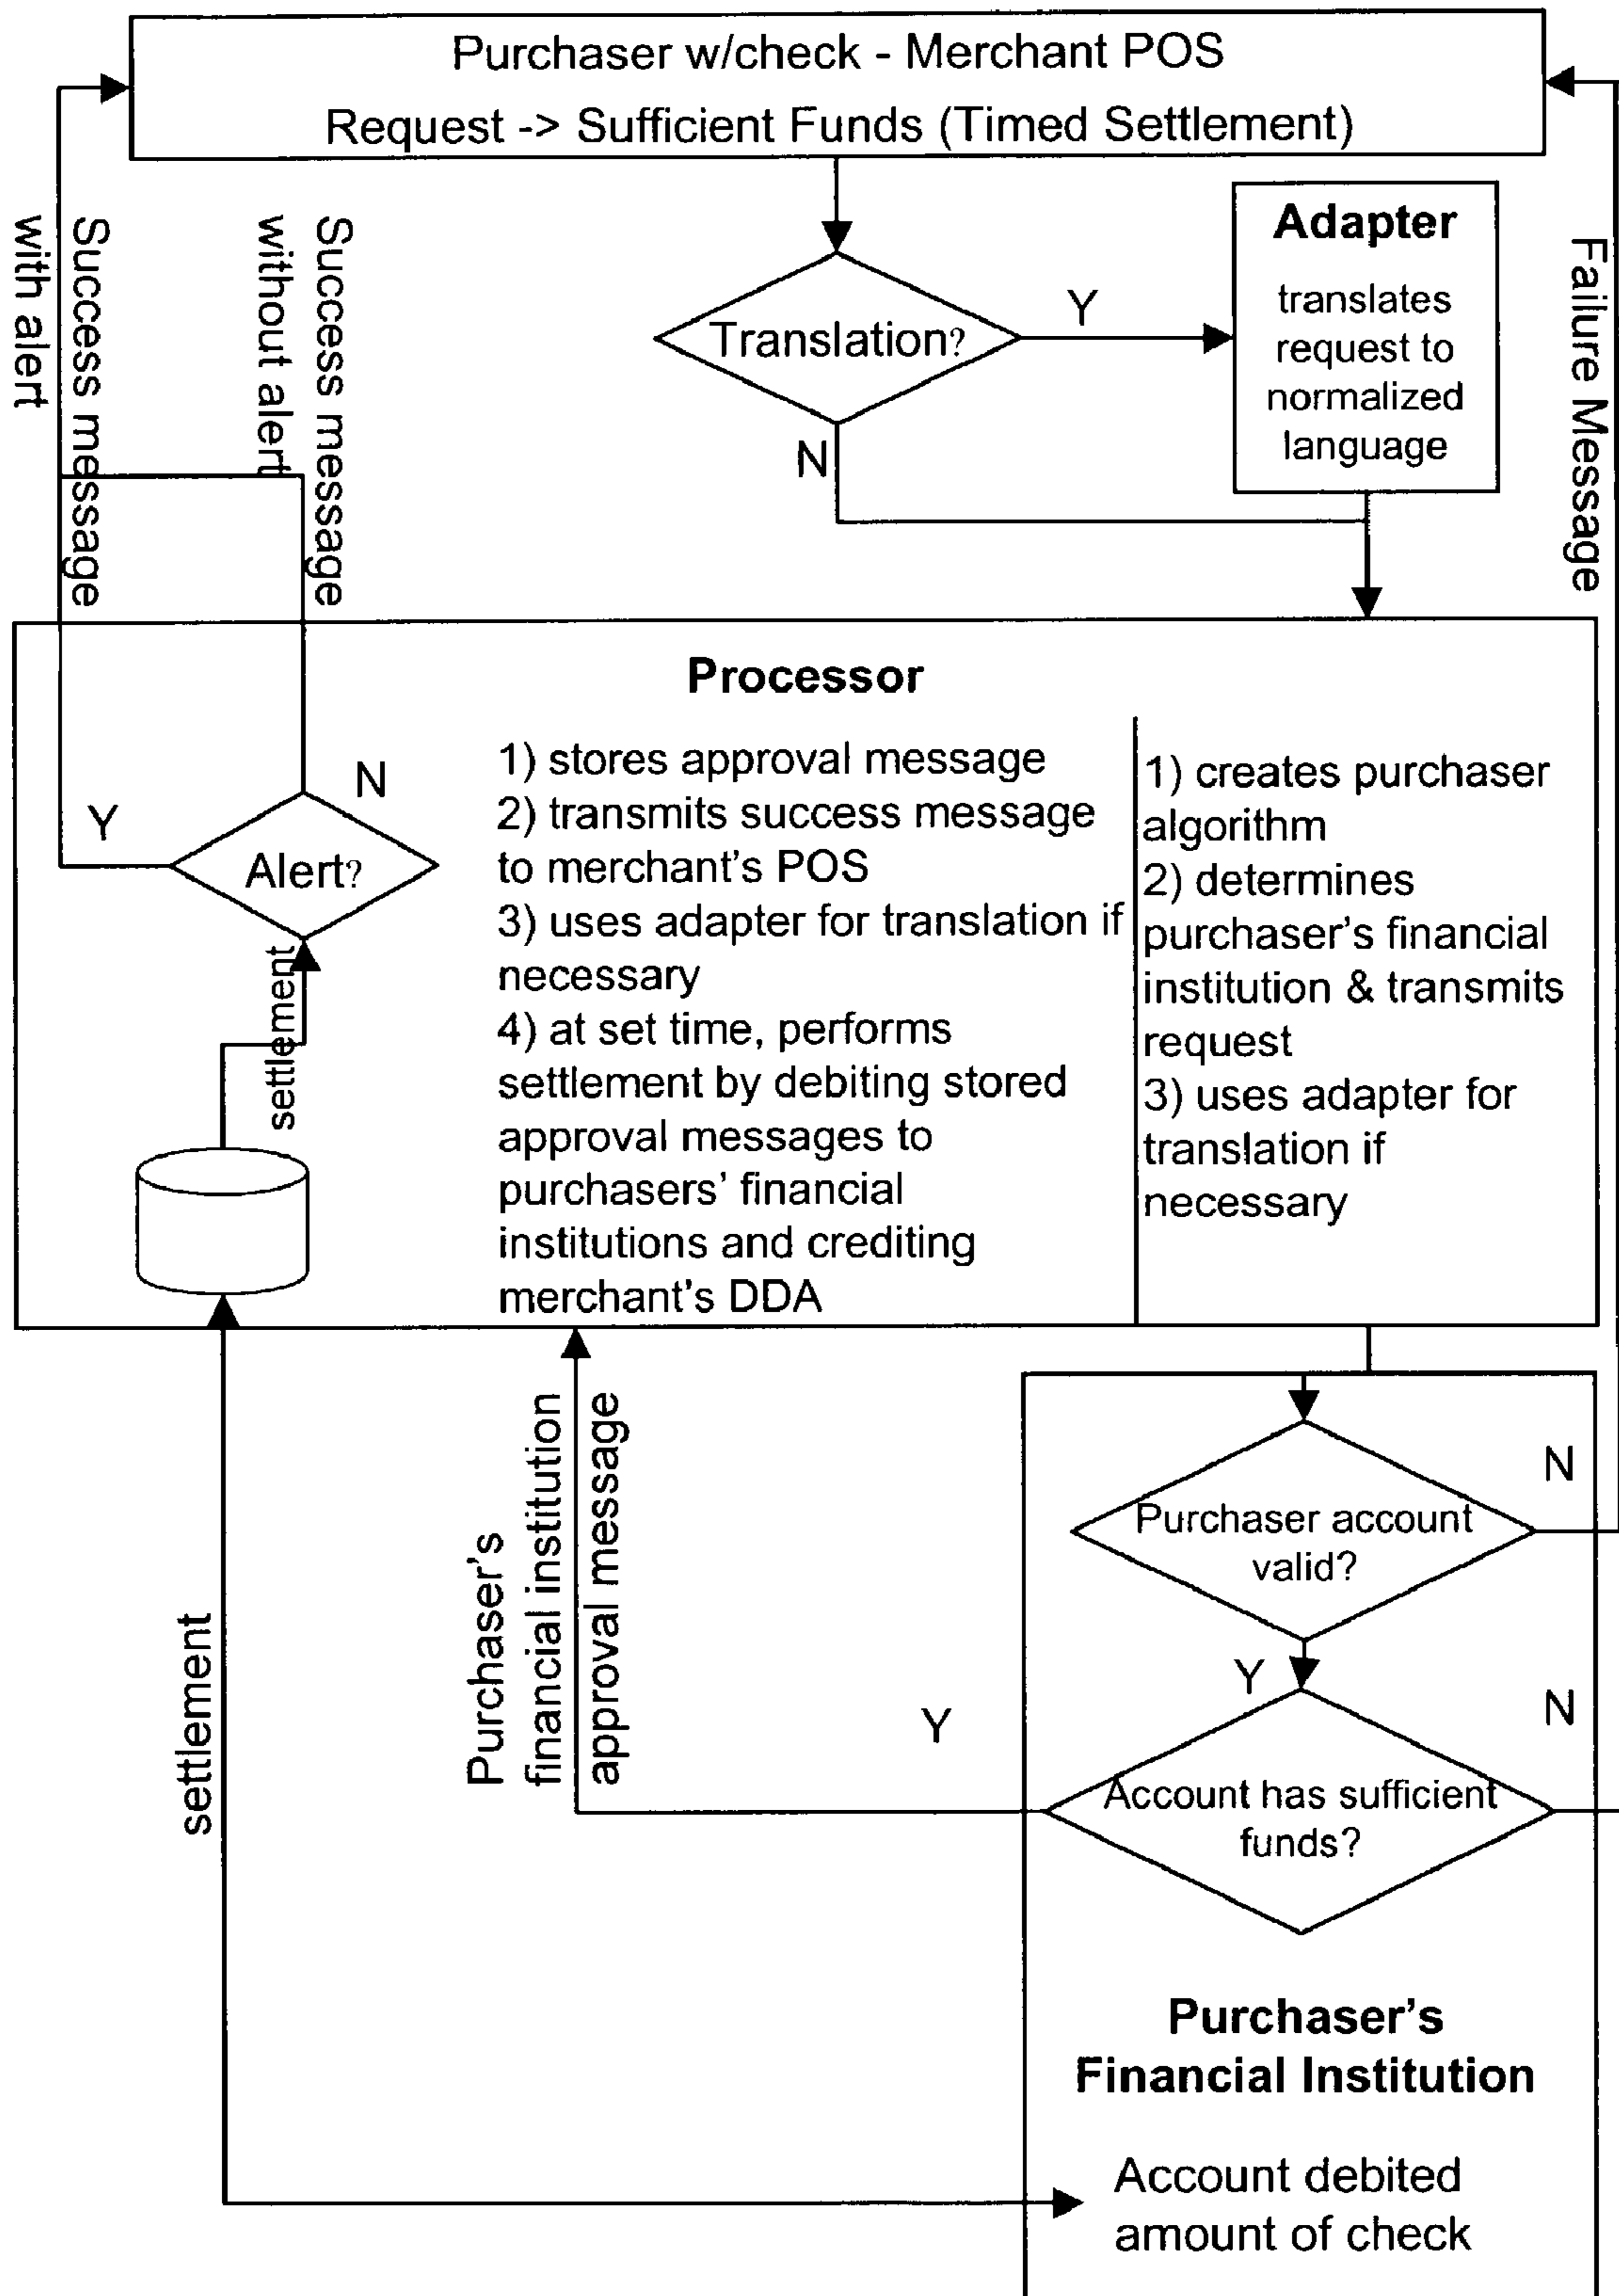 Purchaser w/check - Merchant POS
Request -> Sufficient Funds (Timed Settlement)
Success message
with alert
Success message
without alert
Translation?
Y
N
Adapter
translates
request to
normalized
language
Failure Message
Processor
Y
N
Alert?
settlement
1) stores approval message
2) transmits success message
to merchant's POS
3) uses adapter for translation if
necessary
4) at set time, performs
settlement by debiting stored
approval messages to
purchasers' financial
institutions and crediting
merchant's DDA
1) creates purchaser
algorithm
2) determines
purchaser's financial
institution & transmits
request
3) uses adapter for
translation if
necessary
settlement
Purchaser's
financial institution
approval message
Purchaser account
valid?
N
Y
Account has sufficient
funds?
Y
N
Purchaser's
Financial Institution
Account debited
amount of check